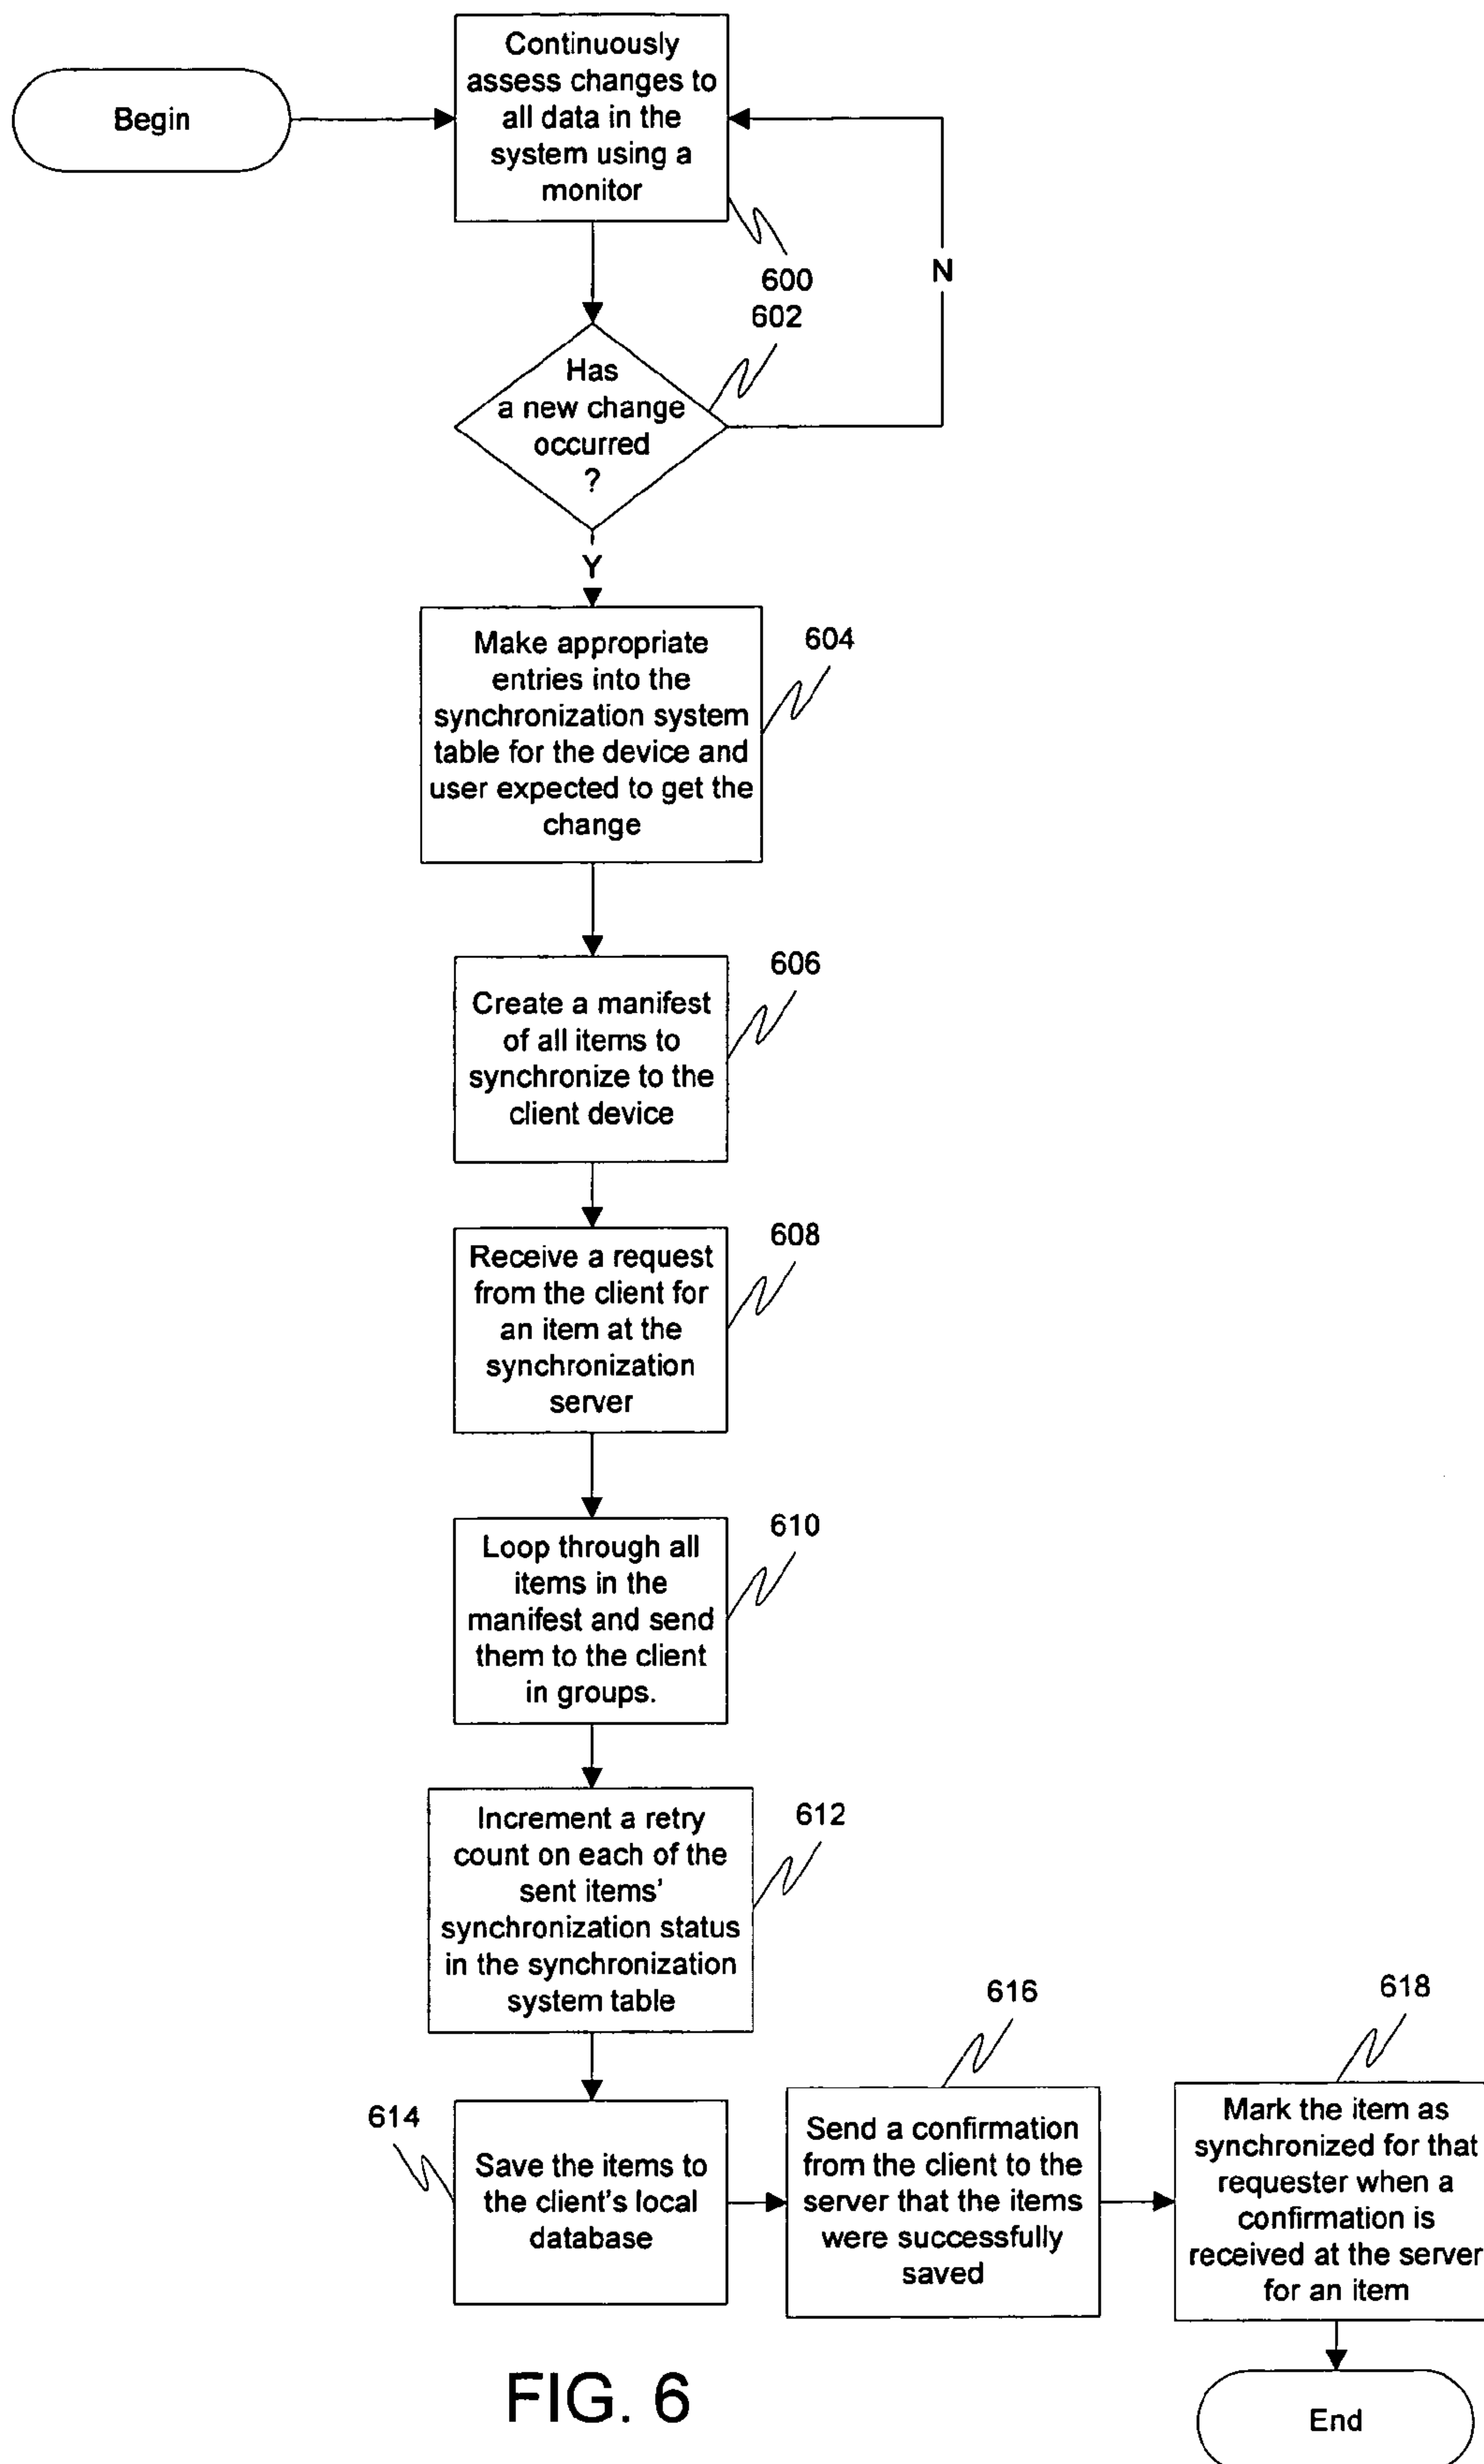 Begin
Continuously
assess changes to
all data in the
system using a
monitor
600
N
602
Has
a new change
occurred
?
Y
Make appropriate
entries into the
synchronization system
table for the device and
user expected to get the
change
604
Create a manifest
of all items to
synchronize to the
client device
606
Receive a request
from the client for
an item at the
synchronization
server
608
Loop through all
items in the
manifest and send
them to the client
in groups.
610
Increment a retry
count on each of the
sent items'
synchronization status
in the synchronization
system table
612
614
Save the items to
the client's local
database
616
Send a confirmation
from the client to the
server that the items
were successfully
saved
618
Mark the item as
synchronized for that
requester when a
confirmation is
received at the server
for an item
End
FIG. 6